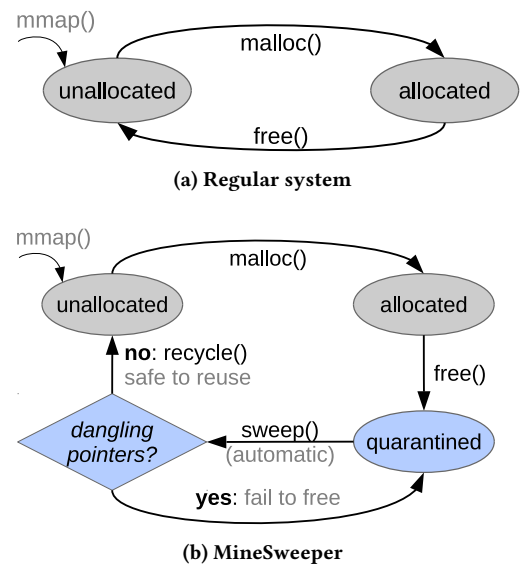 mmap()
malloc()
unallocated
allocated
free()
(a) Regular system
mmap()
malloc()
unallocated
allocated
no: recycle()
safe to reuse
free()
dangling
pointers?
sweep()
(automatic)
quarantined
yes: fail to free
(b) MineSweeper